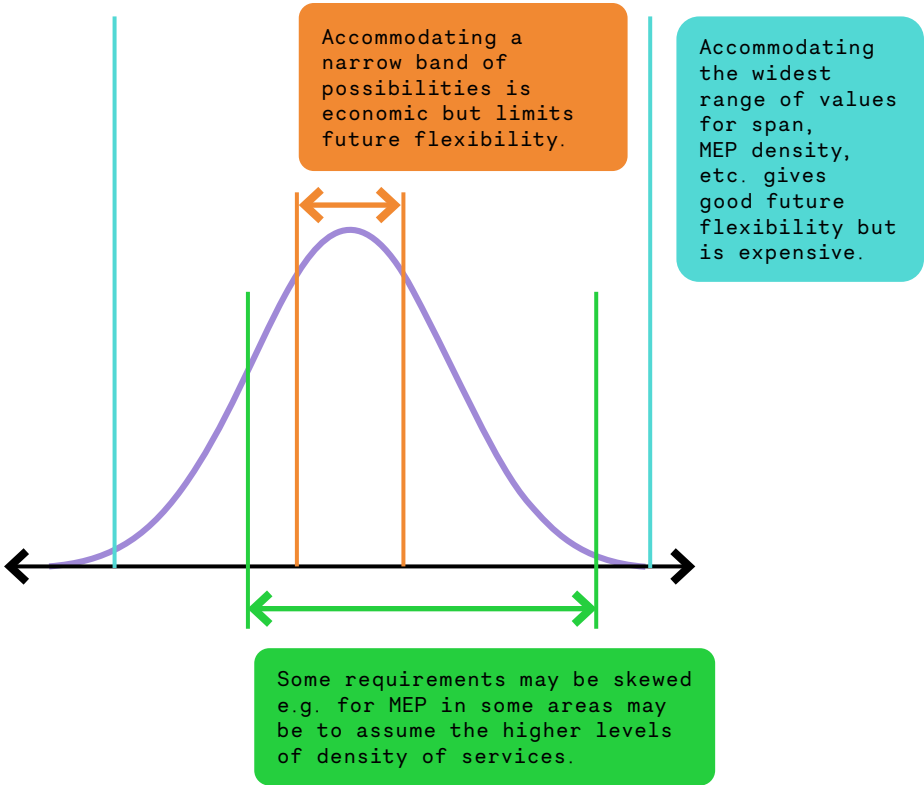 Accommodating a
narrow band of
possibilities is
economic but limits
future flexibility.
Accommodating
the widest
range of values
for span,
MEP density,
etc. gives
good future
flexibility but
is expensive.
Some requirements may be skewed
e.g. for MEP in some areas may
be to assume the higher levels
of density of services.